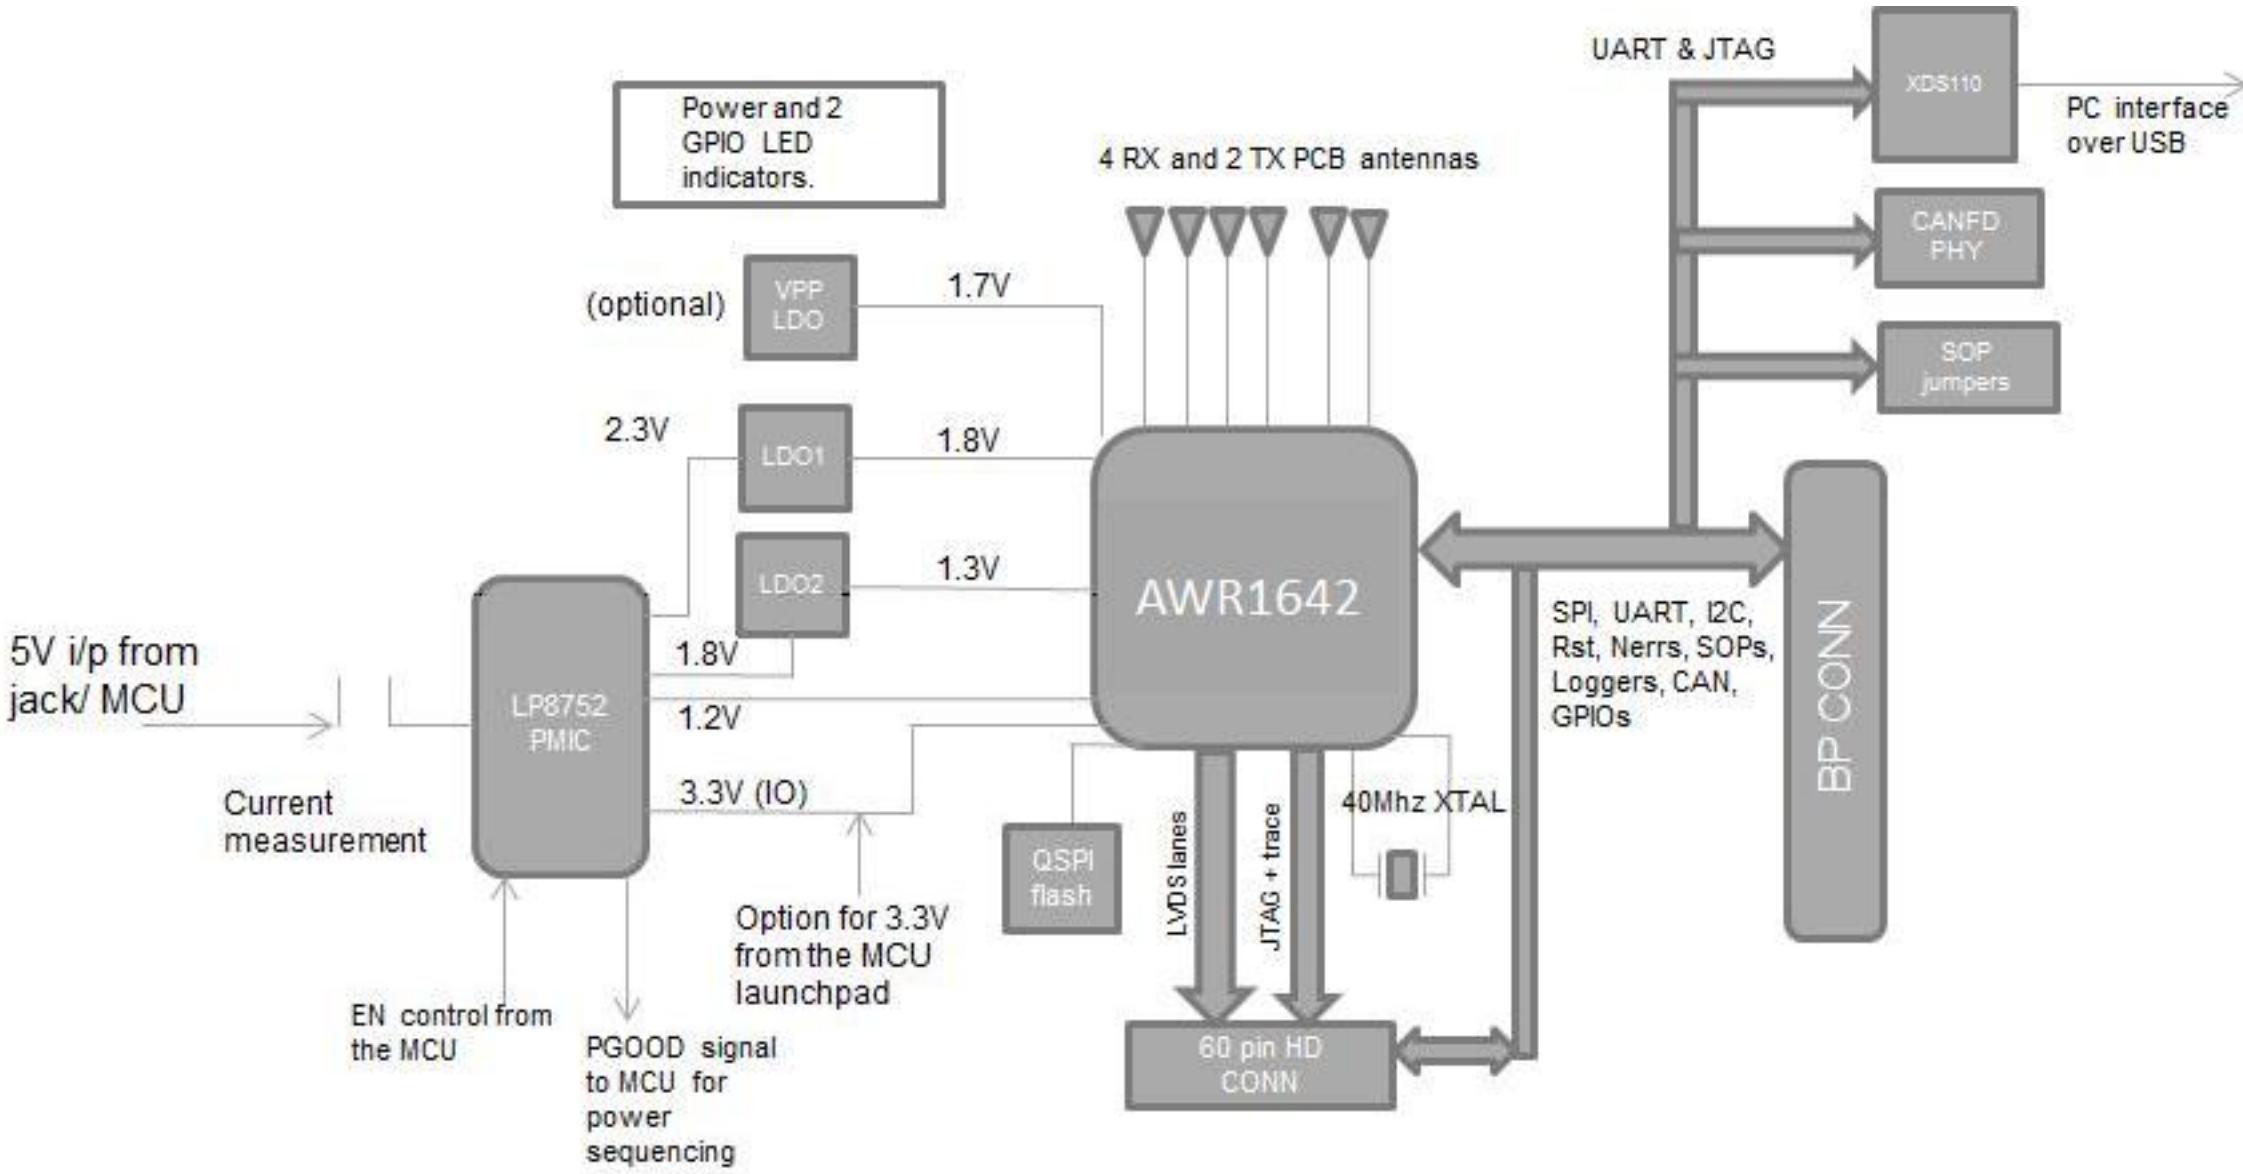 UART & JTAG
XDS110
PC interface
over USB
Power and 2
GPIO LED
indicators.
4 RX and 2 TX PCB antennas
CANFD
PHY
(optional)
VPP
LDO
1.7V
SOP
jumpers
2.3V
LDO1
1.8V
LDO2
1.3V
AWR1642
SPI, UART, I2C,
Rst, Nerrs, SOPs,
Loggers, CAN,
GPIOs
BP CONN
5V i/p from
jack/ MCU
1.8V
LP8752
PMIC
1.2V
3.3V (IO)
Current
measurement
40Mhz XTAL
QSPI
flash
LVDS lanes
JTAG + trace
Option for 3.3V
from the MCU
launchpad
EN control from
the MCU
PGOOD signal
to MCU for
power
sequencing
60 pin HD
CONN